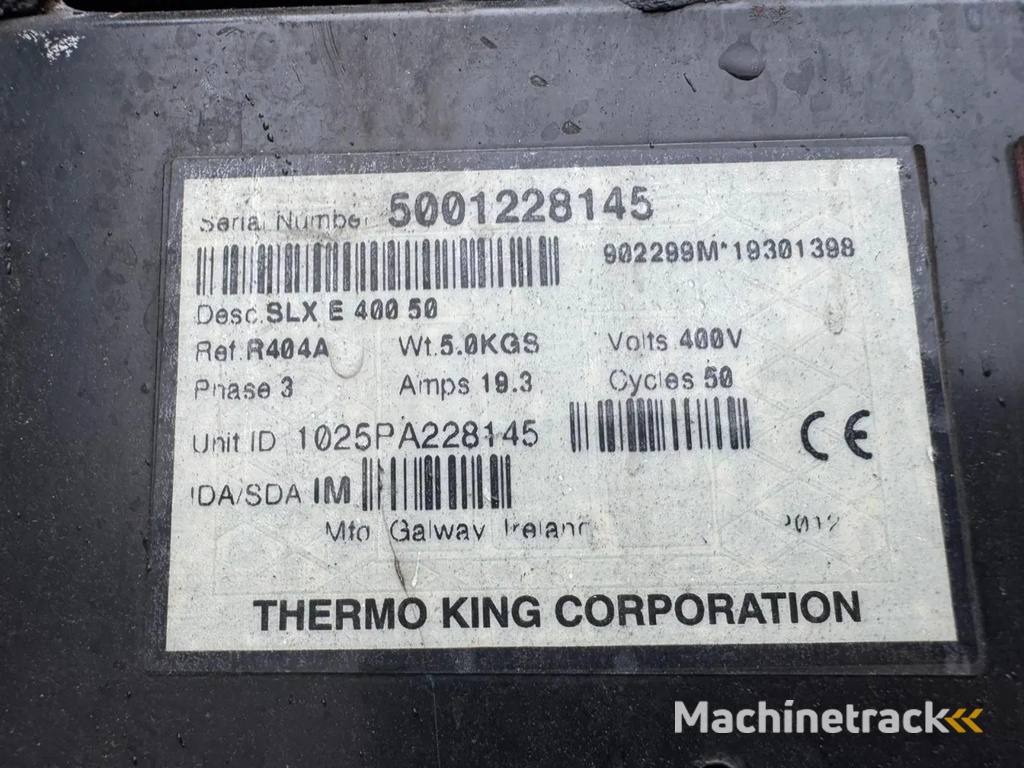 Serial Number 5001228145
902299M*19301398
Desc. SLX E 400 50
Ref. R404A Wt. 5.0KGS Volts 400V
Phase 3 Amps 19.3 Cycles 50
Unit ID 1025PA228145 CE
IDA/SDA IM
Mfg Galway Ireland 2012
THERMO KING CORPORATION
Machinetrack